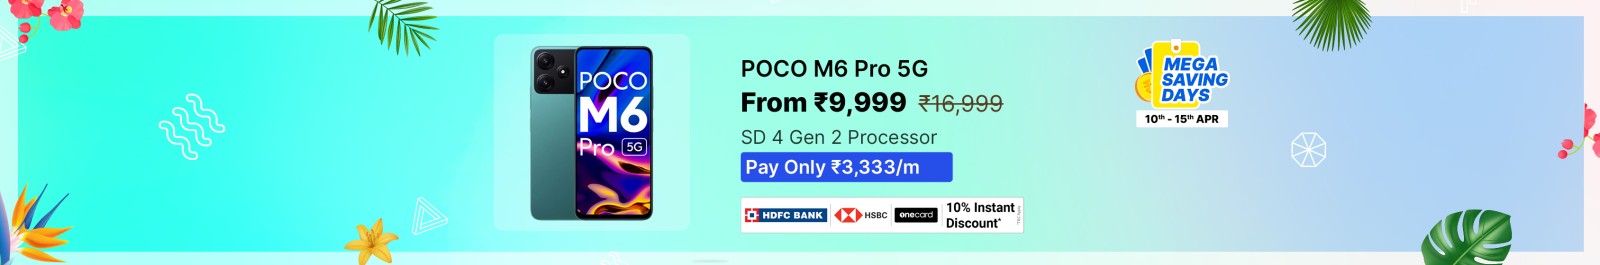 POCO
M6
Pro 5G
POCO M6 Pro 5G
From ₹9,999 ₹16,999
SD 4 Gen 2 Processor
Pay Only ₹3,333/m
HDFC BANK HSBC onecard 10% Instant
Discount*
MEGA
SAVING
DAYS
10th - 15th APR